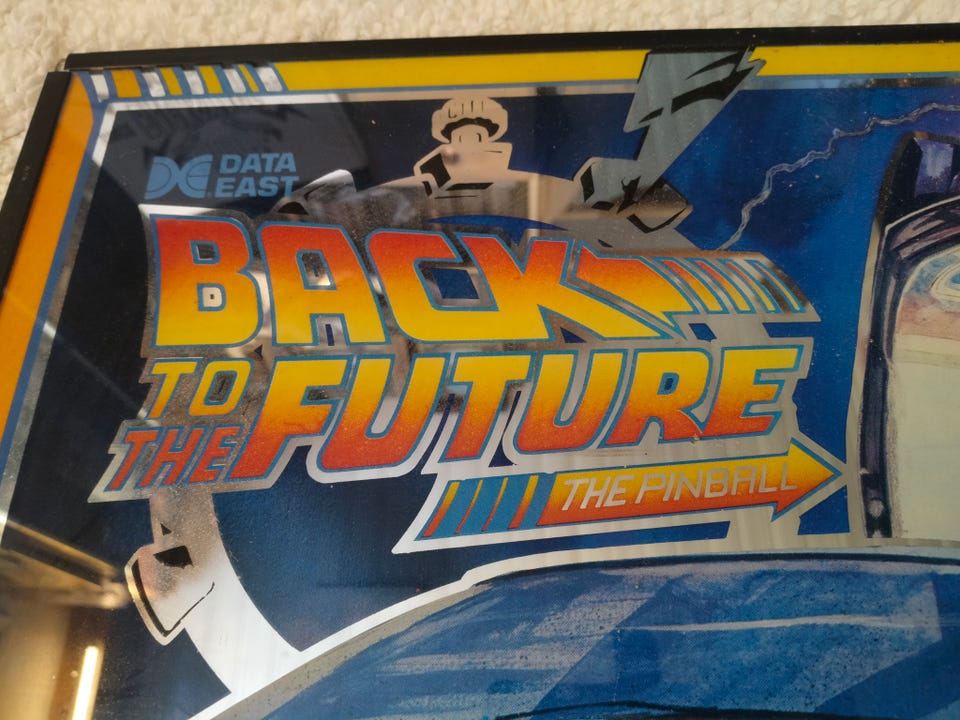 DATA
EAST
BACK
TO
THE FUTURE
THE PINBALL